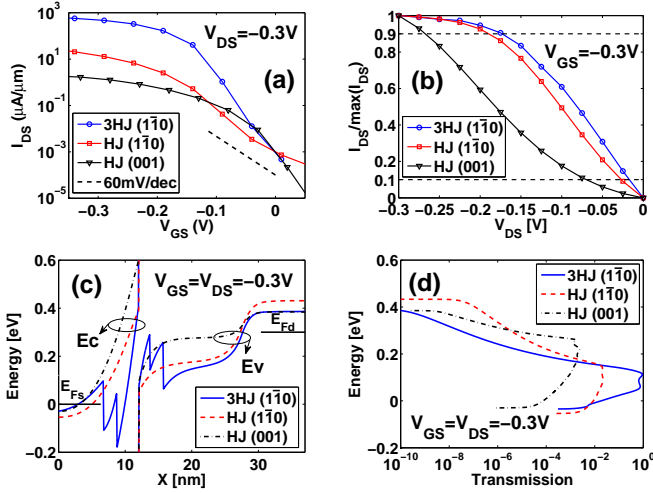 10^3
10^1
10^-1
10^-3
10^-5
I_DS (µA/µm)
V_DS=−0.3V
(a)
3HJ (11̄0)
HJ (11̄0)
HJ (001)
60mV/dec
−0.3 −0.2 −0.1 0
V_GS (V)
1
0.9
0.8
0.6
0.4
0.2
0.1
0
I_DS/max(I_DS)
(b)
V_GS=−0.3V
3HJ (11̄0)
HJ (11̄0)
HJ (001)
−0.3 −0.25 −0.2 −0.15 −0.1 −0.05 0
V_DS [V]
0.6
0.4
0.2
0
−0.2
Energy [eV]
(c)
V_GS=V_DS=−0.3V
Ec
E_Fs
E_Fd
Ev
3HJ (11̄0)
HJ (11̄0)
HJ (001)
0 10 20 30
X [nm]
0.6
0.4
0.2
0
−0.2
Energy [eV]
(d)
3HJ (11̄0)
HJ (11̄0)
HJ (001)
V_GS=V_DS=−0.3V
10^−10 10^−8 10^−6 10^−4 10^−2 10^0
Transmission